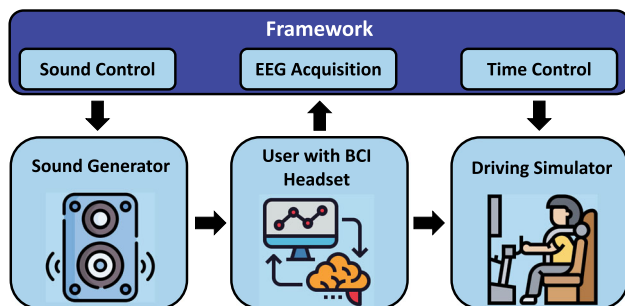 Framework
Sound Control
EEG Acquisition
Time Control
Sound Generator
User with BCI
Headset
Driving Simulator